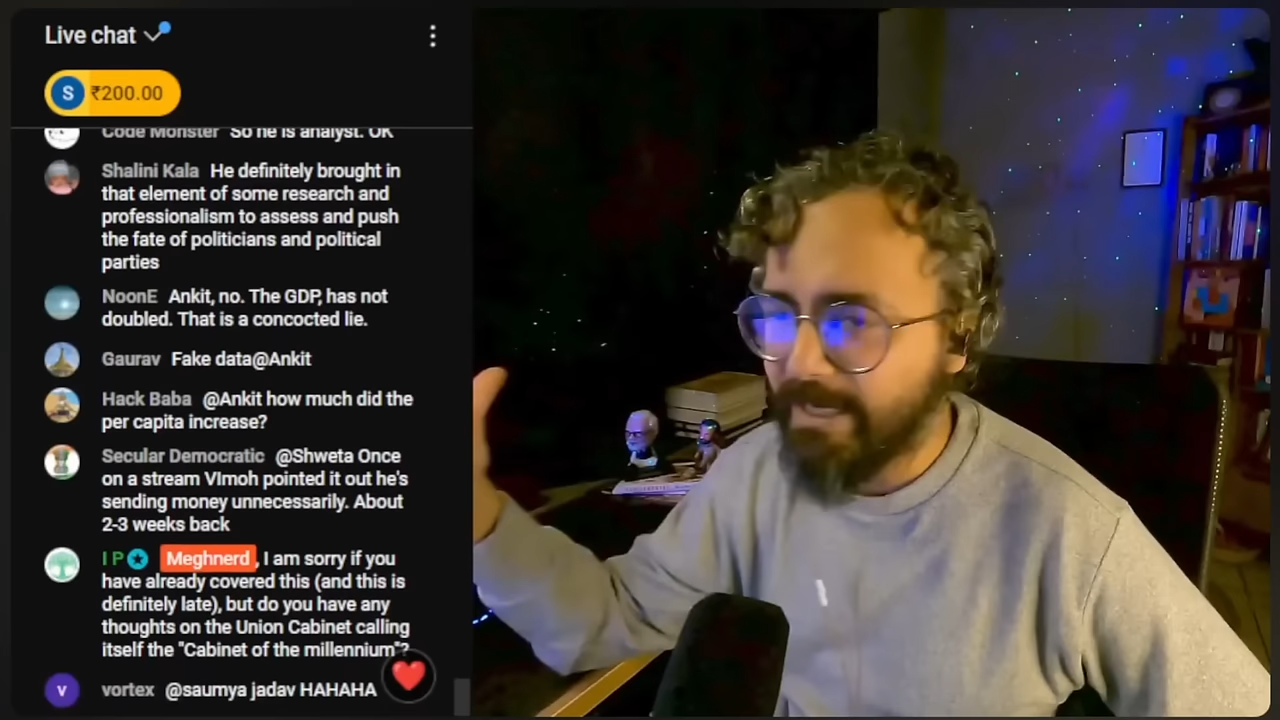 Live chat
S ₹200.00
Code Monster So he is analyst. OK
Shalini Kala He definitely brought in
that element of some research and
professionalism to assess and push
the fate of politicians and political
parties
NoonE Ankit, no. The GDP, has not
doubled. That is a concocted lie.
Gaurav Fake data@Ankit
Hack Baba @Ankit how much did the
per capita increase?
Secular Democratic @Shweta Once
on a stream VImoh pointed it out he's
sending money unnecessarily. About
2-3 weeks back
I P Meghnerd, I am sorry if you
have already covered this (and this is
definitely late), but do you have any
thoughts on the Union Cabinet calling
itself the "Cabinet of the millennium"?
v vortex @saumya jadav HAHAHA